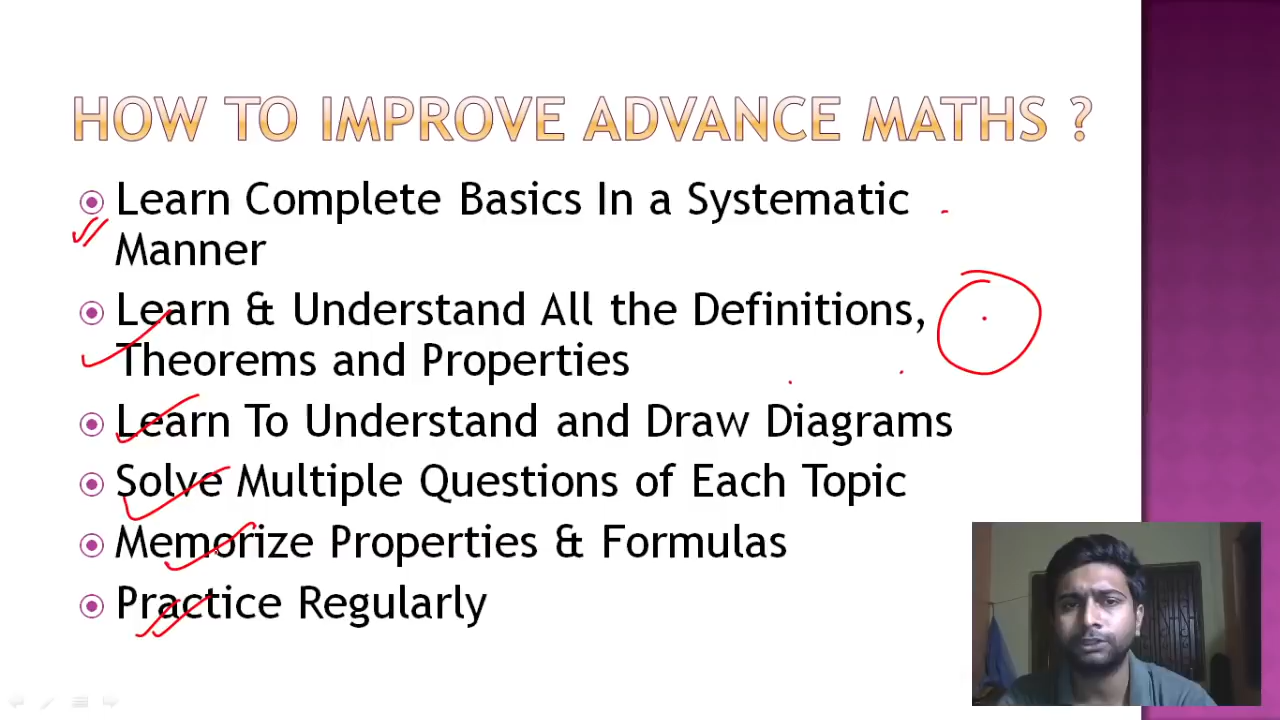 HOW TO IMPROVE ADVANCE MATHS ?
Learn Complete Basics In a Systematic
Manner
Learn & Understand All the Definitions,
Theorems and Properties
Learn To Understand and Draw Diagrams
Solve Multiple Questions of Each Topic
Memorize Properties & Formulas
Practice Regularly